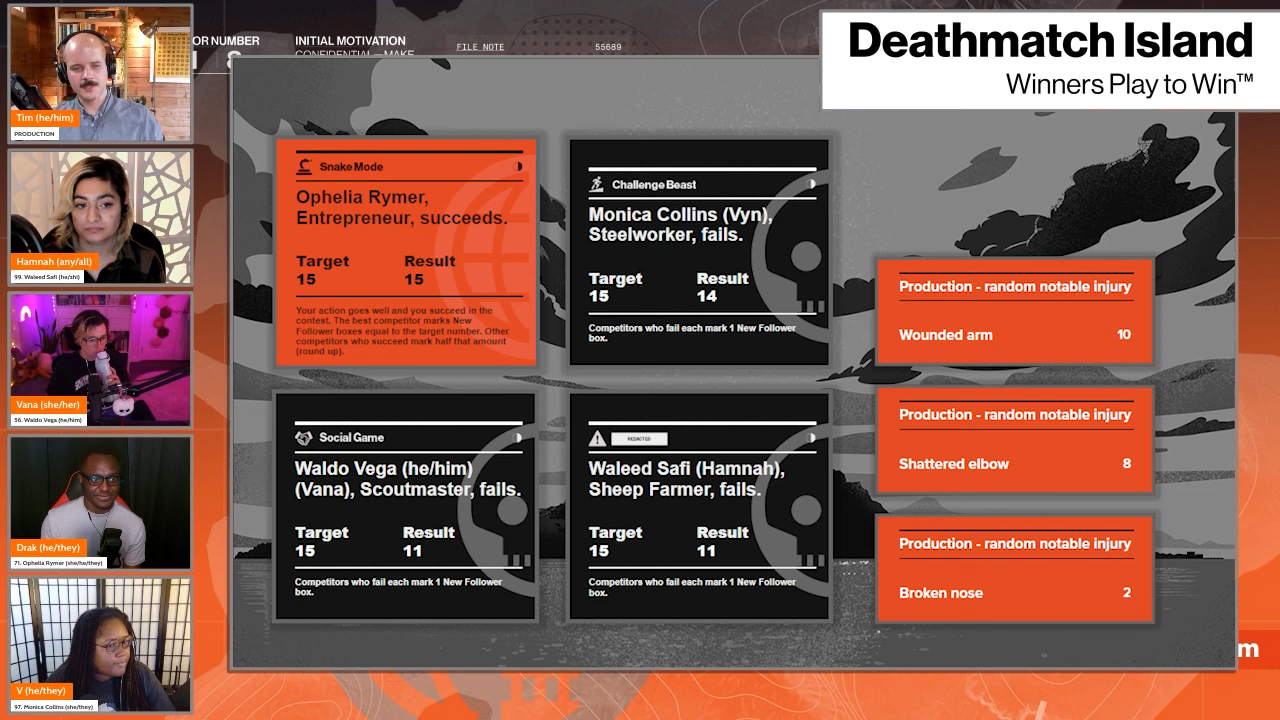 OR NUMBER
INITIAL MOTIVATION
CONFIDENTIAL – MAKE
FILE NOTE
55689
Deathmatch Island
Winners Play to Win™
Tim (he/him)
PRODUCTION
Hamnah (any/all)
99. Waleed Safi (he/zhi)
Vana (she/her)
56. Waldo Vega (he/him)
Drak (he/they)
71. Ophelia Rymer (she/he/they)
V (he/they)
97. Monica Collins (she/they)
Snake Mode
Ophelia Rymer,
Entrepreneur, succeeds.
Target Result
15 15
Your action goes well and you succeed in the
contest. The best competitor marks New
Follower boxes equal to the target number. Other
competitors who succeed mark half that amount
(round up).
Challenge Beast
Monica Collins (Vyn),
Steelworker, fails.
Target Result
15 14
Competitors who fail each mark 1 New Follower
box.
Social Game
Waldo Vega (he/him)
(Vana), Scoutmaster, fails.
Target Result
15 11
Competitors who fail each mark 1 New Follower
box.
REDACTED
Waleed Safi (Hamnah),
Sheep Farmer, fails.
Target Result
15 11
Competitors who fail each mark 1 New Follower
box.
Production - random notable injury
Wounded arm 10
Production - random notable injury
Shattered elbow 8
Production - random notable injury
Broken nose 2
m